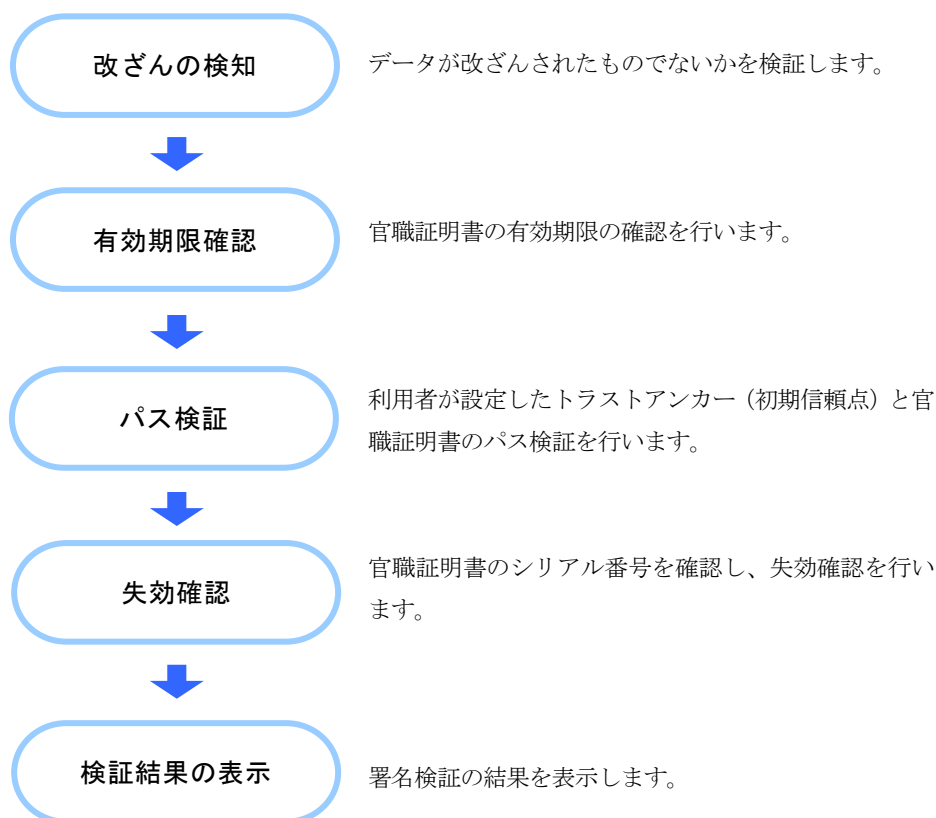 改ざんの検知
データが改ざんされたものでないかを検証します。
有効期限確認
官職証明書の有効期限の確認を行います。
パス検証
利用者が設定したトラストアンカー（初期信頼点）と官
職証明書のパス検証を行います。
失効確認
官職証明書のシリアル番号を確認し、失効確認を行い
ます。
検証結果の表示
署名検証の結果を表示します。